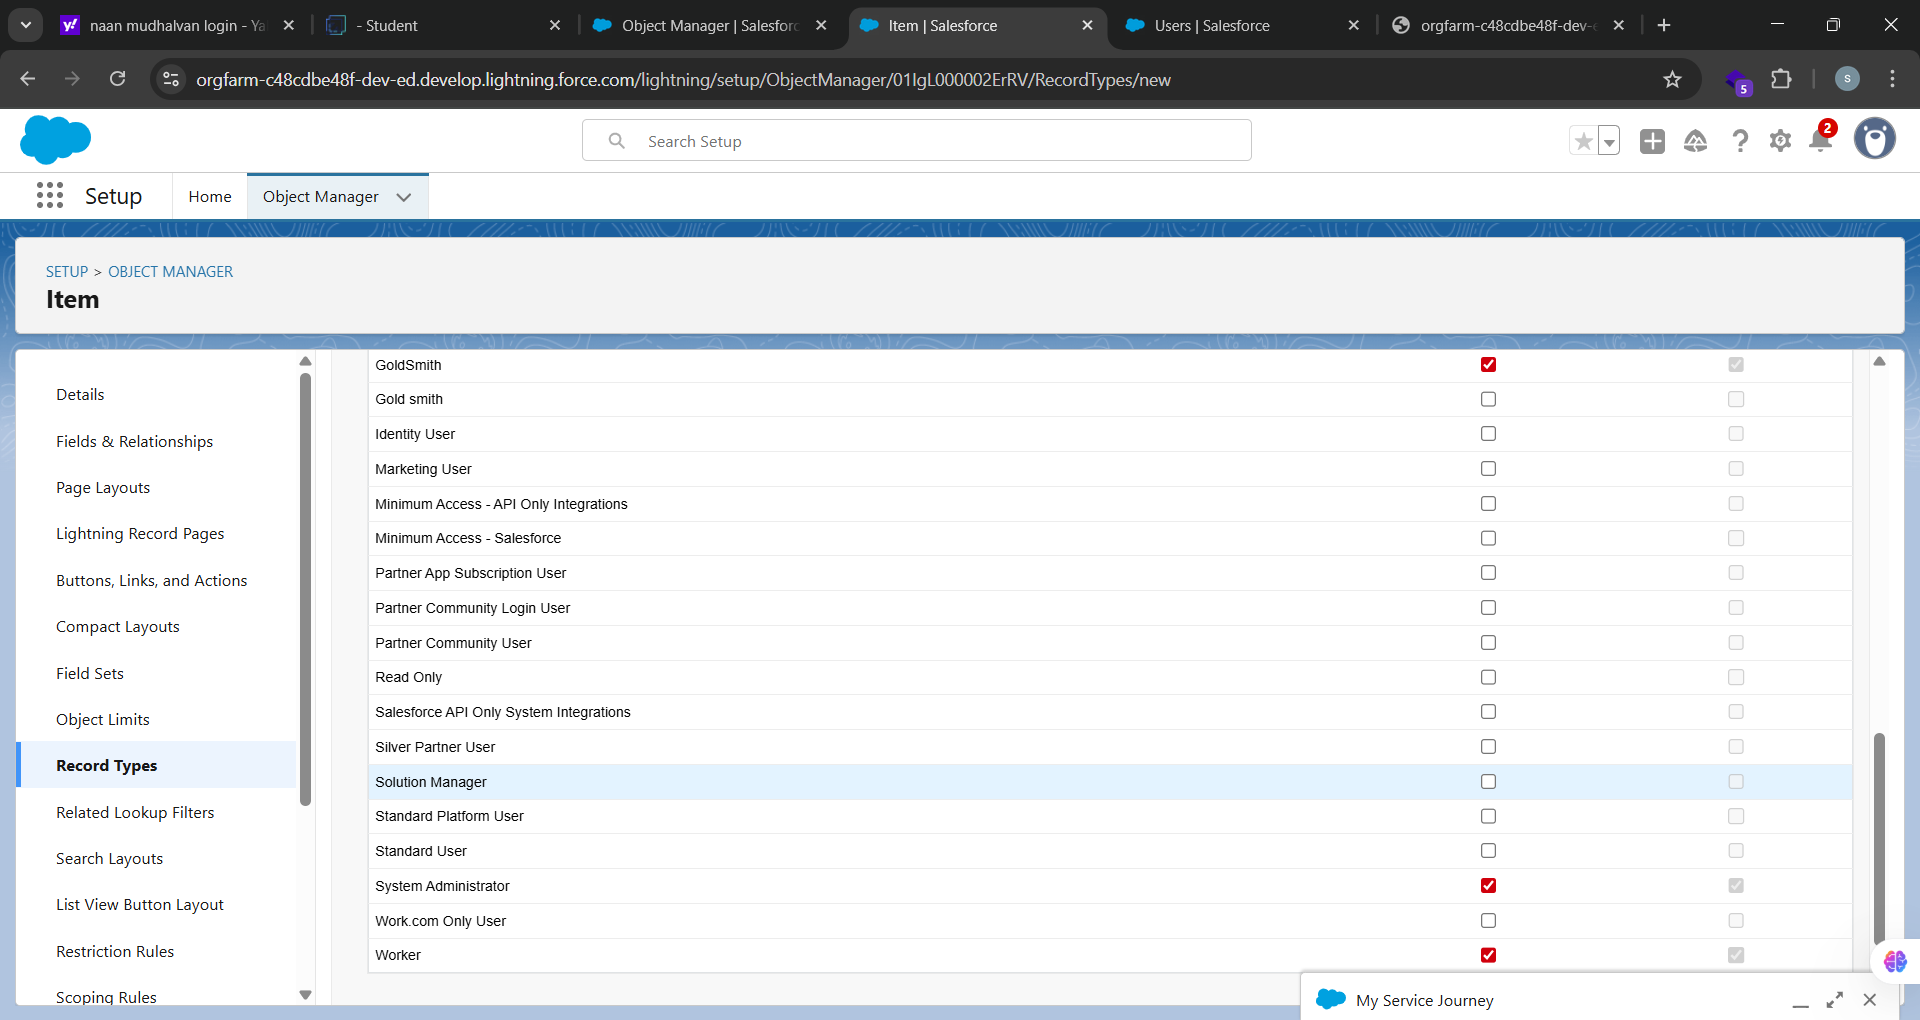 naan mudhalvan login - Ya
- Student
Object Manager | Salesforc
Item | Salesforce
Users | Salesforce
orgfarm-c48cdbe48f-dev-e
orgfarm-c48cdbe48f-dev-ed.develop.lightning.force.com/lightning/setup/ObjectManager/01IgL000002ErRV/RecordTypes/new
5
S
Search Setup
2
Setup
Home
Object Manager
SETUP > OBJECT MANAGER
Item
Details
Fields & Relationships
Page Layouts
Lightning Record Pages
Buttons, Links, and Actions
Compact Layouts
Field Sets
Object Limits
Record Types
Related Lookup Filters
Search Layouts
List View Button Layout
Restriction Rules
Scoping Rules
GoldSmith
Gold smith
Identity User
Marketing User
Minimum Access - API Only Integrations
Minimum Access - Salesforce
Partner App Subscription User
Partner Community Login User
Partner Community User
Read Only
Salesforce API Only System Integrations
Silver Partner User
Solution Manager
Standard Platform User
Standard User
System Administrator
Work.com Only User
Worker
My Service Journey